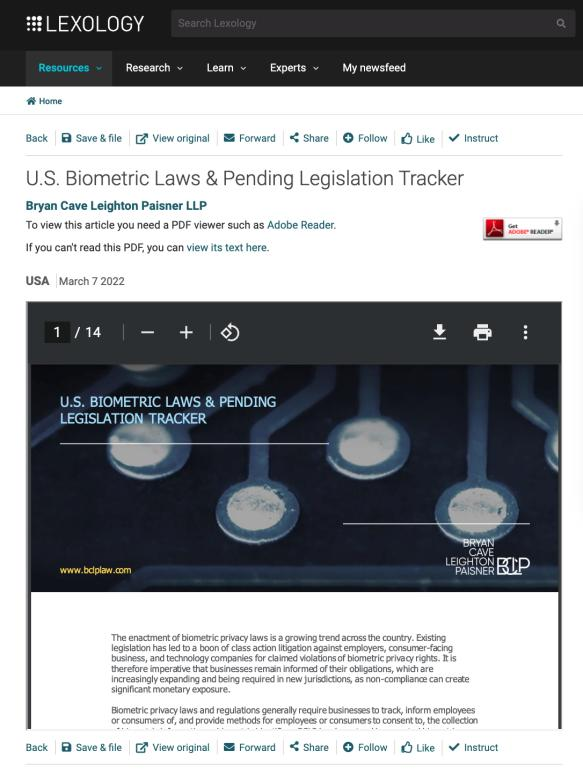 LEXOLOGY
Search Lexology
Resources Research Learn Experts My newsfeed
Home
Back Save & file View original Forward Share Follow Like Instruct
U.S. Biometric Laws & Pending Legislation Tracker
Bryan Cave Leighton Paisner LLP
To view this article you need a PDF viewer such as Adobe Reader.
Get
ADOBE® READER®
If you can't read this PDF, you can view its text here.
USA March 7 2022
1 / 14
U.S. BIOMETRIC LAWS & PENDING
LEGISLATION TRACKER
BRYAN
CAVE
LEIGHTON
PAISNER BCLP
www.bclplaw.com
The enactment of biometric privacy laws is a growing trend across the country. Existing
legislation has led to a boon of class action litigation against employers, consumer-facing
business, and technology companies for claimed violations of biometric privacy rights. It is
therefore imperative that businesses remain informed of their obligations, which are
increasingly expanding and being required in new jurisdictions, as non-compliance can create
significant monetary exposure.
Biometric privacy laws and regulations generally require businesses to track, inform employees
or consumers of, and provide methods for employees or consumers to consent to, the collection
Back Save & file View original Forward Share Follow Like Instruct